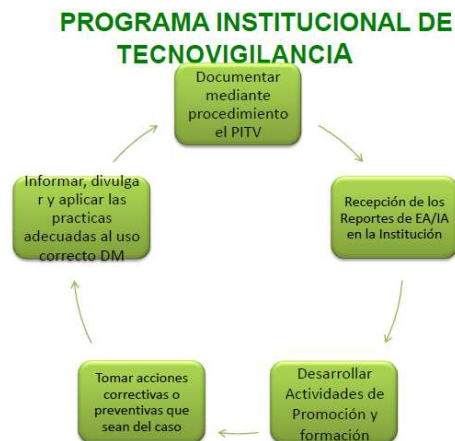 PROGRAMA INSTITUCIONAL DE
TECNOVIGILANCIA
Documentar
mediante
procedimiento
el PITV
Recepción de los
Reportes de EA/IA
en la Institución
Desarrollar
Actividades de
Promoción y
formación
Tomar acciones
correctivas o
preventivas que
sean del caso
Informar, divulga
r y aplicar las
practicas
adecuadas al uso
correcto DM